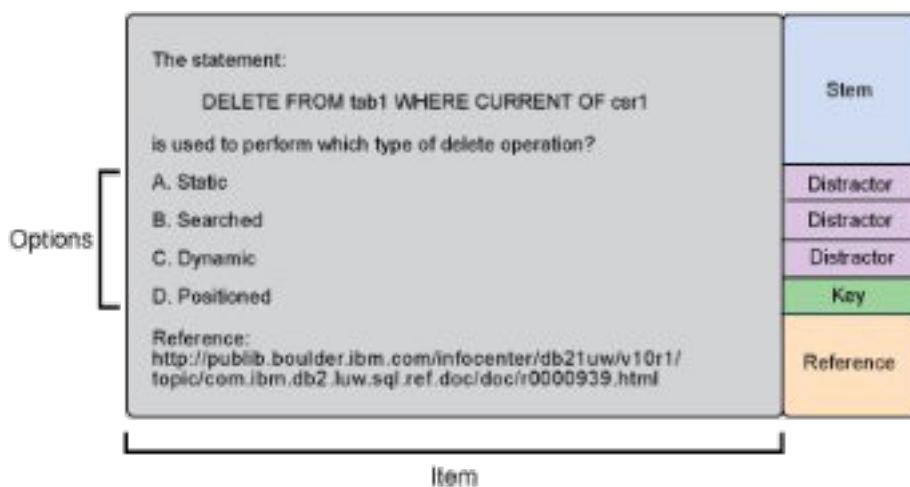 The statement:
DELETE FROM tab1 WHERE CURRENT OF csr1
is used to perform which type of delete operation?
A. Static
B. Searched
C. Dynamic
D. Positioned
Reference:
http://publib.boulder.ibm.com/infocenter/db21uw/v10r1/
topic/com.ibm.db2.luw.sql.ref.doc/doc/r0000939.html
Options
Stem
Distractor
Distractor
Distractor
Key
Reference
Item